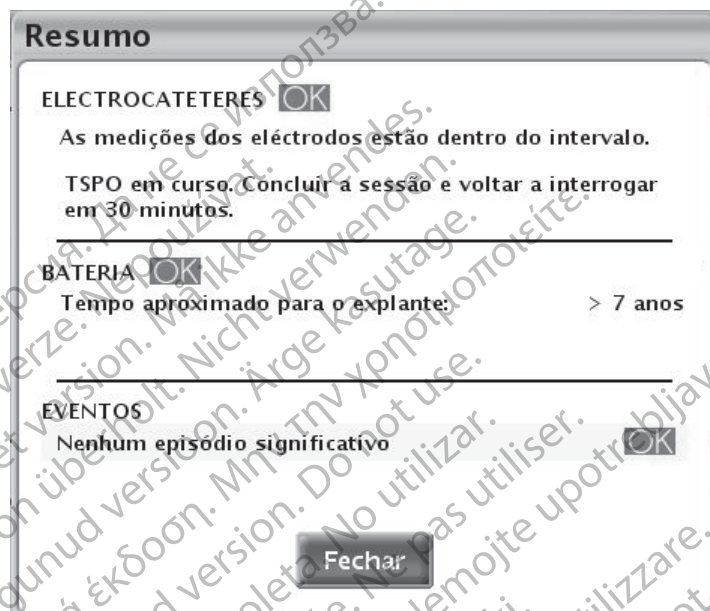 Resumo
ELECTROCATETERES OK
As medições dos eléctrodos estão dentro do intervalo.
TSPO em curso. Concluir a sessão e voltar a interrogar
em 30 minutos.
BATERIA OK
Tempo aproximado para o explante: > 7 anos
EVENTOS
Nenhum episódio significativo OK
Fechar